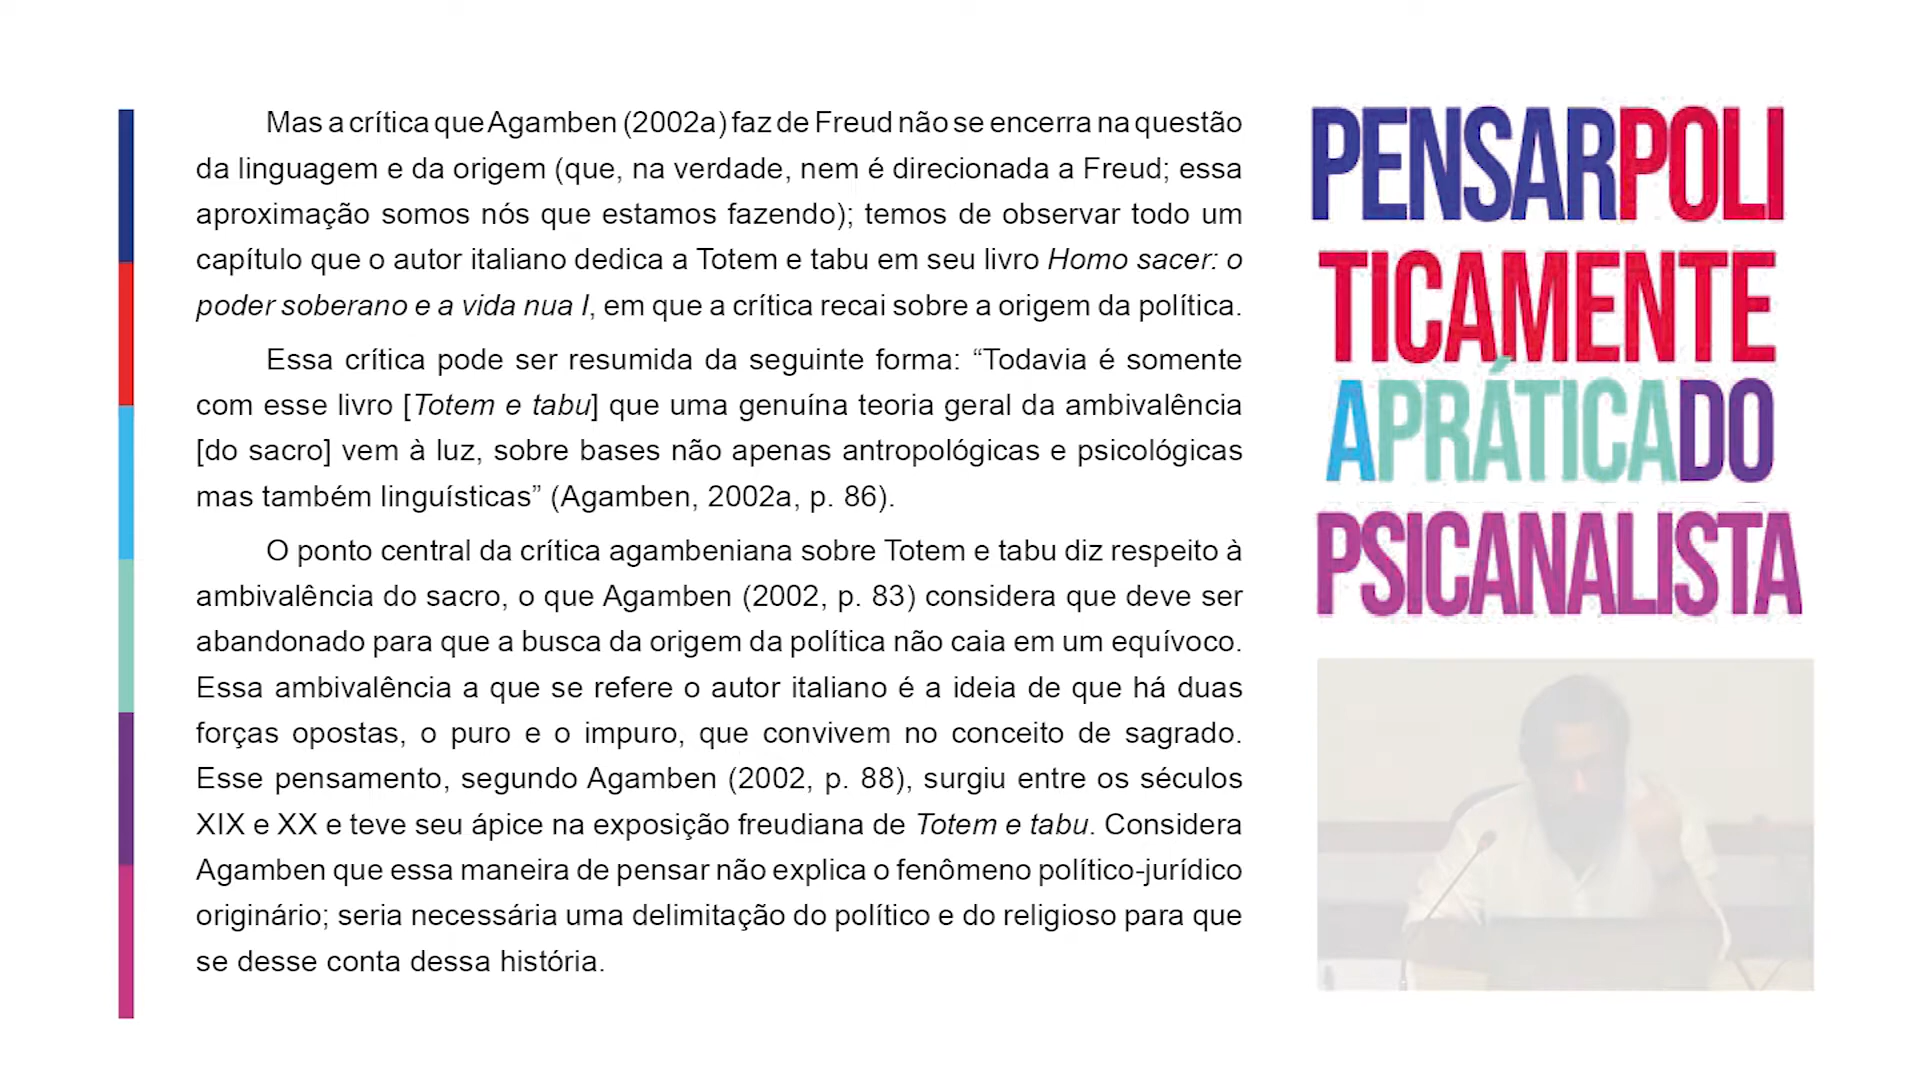 Mas a crítica que Agamben (2002a) faz de Freud não se encerra na questão
da linguagem e da origem (que, na verdade, nem é direcionada a Freud; essa
aproximação somos nós que estamos fazendo); temos de observar todo um
capítulo que o autor italiano dedica a Totem e tabu em seu livro Homo sacer: o
poder soberano e a vida nua I, em que a crítica recai sobre a origem da política.
Essa crítica pode ser resumida da seguinte forma: “Todavia é somente
com esse livro [Totem e tabu] que uma genuína teoria geral da ambivalência
[do sacro] vem à luz, sobre bases não apenas antropológicas e psicológicas
mas também linguísticas” (Agamben, 2002a, p. 86).
O ponto central da crítica agambeniana sobre Totem e tabu diz respeito à
ambivalência do sacro, o que Agamben (2002, p. 83) considera que deve ser
abandonado para que a busca da origem da política não caia em um equívoco.
Essa ambivalência a que se refere o autor italiano é a ideia de que há duas
forças opostas, o puro e o impuro, que convivem no conceito de sagrado.
Esse pensamento, segundo Agamben (2002, p. 88), surgiu entre os séculos
XIX e XX e teve seu ápice na exposição freudiana de Totem e tabu. Considera
Agamben que essa maneira de pensar não explica o fenômeno político-jurídico
originário; seria necessária uma delimitação do político e do religioso para que
se desse conta dessa história.
PENSARPOLI
TICAMENTE
APRÁTICADO
PSICANALISTA